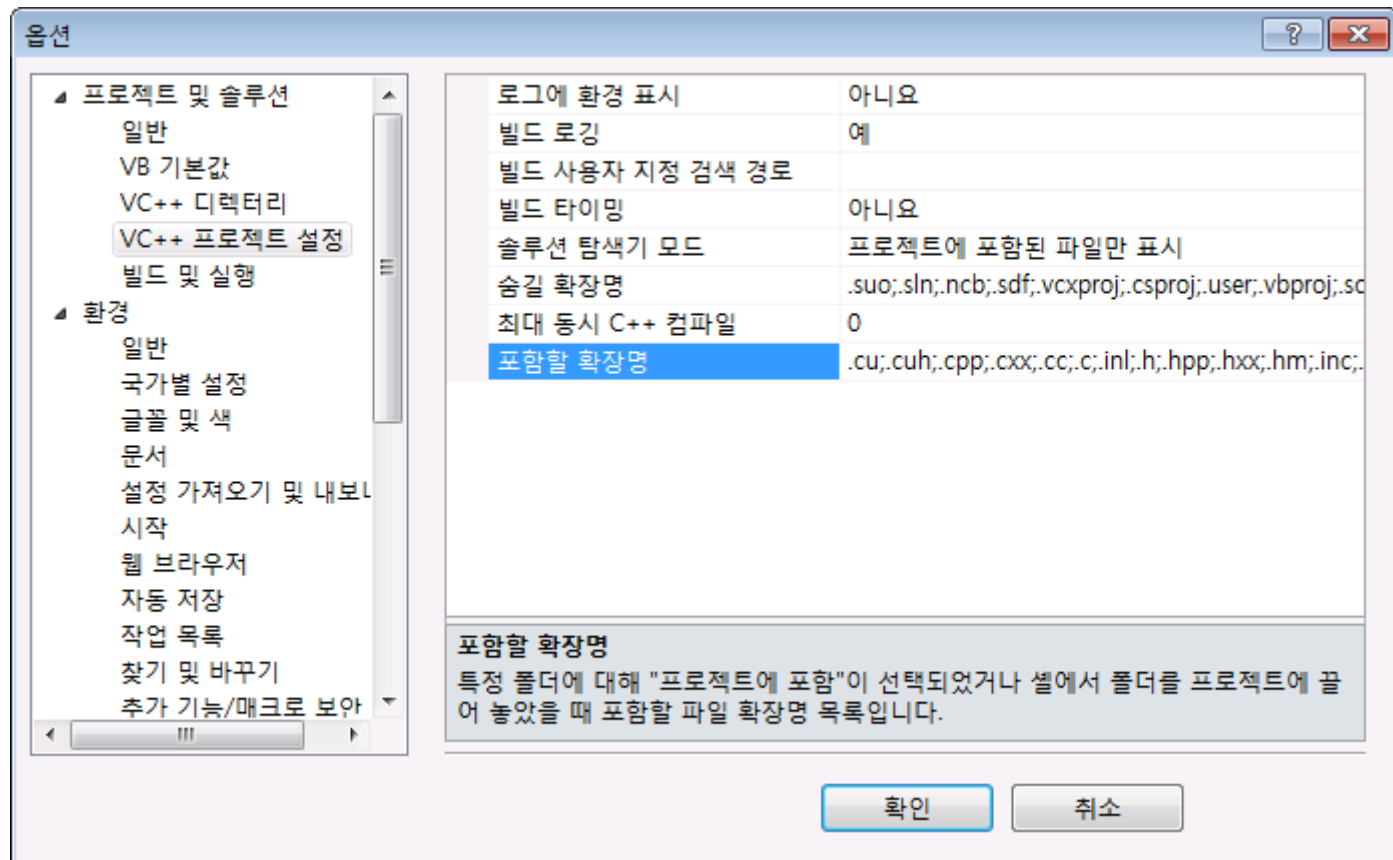 옵션
프로젝트 및 솔루션
일반
VB 기본값
VC++ 디렉터리
VC++ 프로젝트 설정
빌드 및 실행
환경
일반
국가별 설정
글꼴 및 색
문서
설정 가져오기 및 내보내
시작
웹 브라우저
자동 저장
작업 목록
찾기 및 바꾸기
추가 기능/매크로 보안
로그에 환경 표시 아니요
빌드 로깅 예
빌드 사용자 지정 검색 경로
빌드 타이밍 아니요
솔루션 탐색기 모드 프로젝트에 포함된 파일만 표시
숨길 확장명 .suo;.sln;.ncb;.sdf;.vcxproj;.csproj;.user;.vbproj;.sc
최대 동시 C++ 컴파일 0
포함할 확장명 .cu;.cuh;.cpp;.cxx;.cc;.c;.inl;.h;.hpp;.hxx;.hm;.inc;.
포함할 확장명
특정 폴더에 대해 "프로젝트에 포함"이 선택되었거나 셸에서 폴더를 프로젝트에 끌
어 놓았을 때 포함할 파일 확장명 목록입니다.
확인 취소